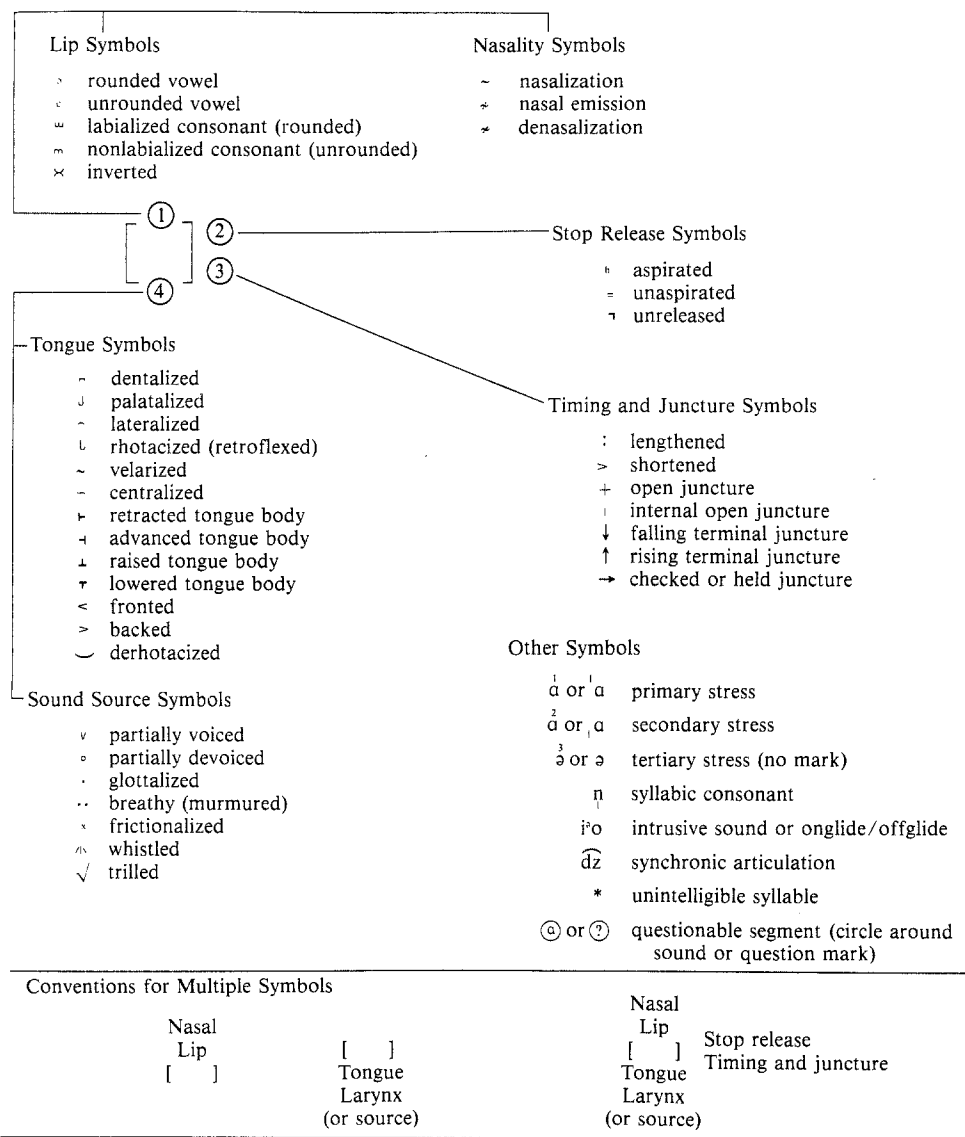 Lip Symbols
˒ rounded vowel
˓ unrounded vowel
ш labialized consonant (rounded)
m nonlabialized consonant (unrounded)
inverted
Nasality Symbols
~ nasalization
nasal emission
denasalization
①
[ ] ②
③
④
Stop Release Symbols
h aspirated
= unaspirated
¬ unreleased
Tongue Symbols
dentalized
palatalized
lateralized
rhotacized (retroflexed)
~ velarized
- centralized
⊢ retracted tongue body
⊣ advanced tongue body
⊥ raised tongue body
⊤ lowered tongue body
< fronted
> backed
‿ derhotacized
Timing and Juncture Symbols
: lengthened
> shortened
+ open juncture
| internal open juncture
↓ falling terminal juncture
↑ rising terminal juncture
→ checked or held juncture
Sound Source Symbols
v partially voiced
o partially devoiced
· glottalized
·· breathy (murmured)
x frictionalized
whistled
√ trilled
Other Symbols
ɑ̍ or ˈɑ primary stress
2
ɑ or ˌɑ secondary stress
3
ə or ə tertiary stress (no mark)
n̩ syllabic consonant
iᵊo intrusive sound or onglide/offglide
d͡z synchronic articulation
* unintelligible syllable
ⓐ or ? questionable segment (circle around
sound or question mark)
Conventions for Multiple Symbols
Nasal
Lip
[ ]
[ ]
Tongue
Larynx
(or source)
Nasal
Lip
[ ] Stop release
Tongue Timing and juncture
Larynx
(or source)